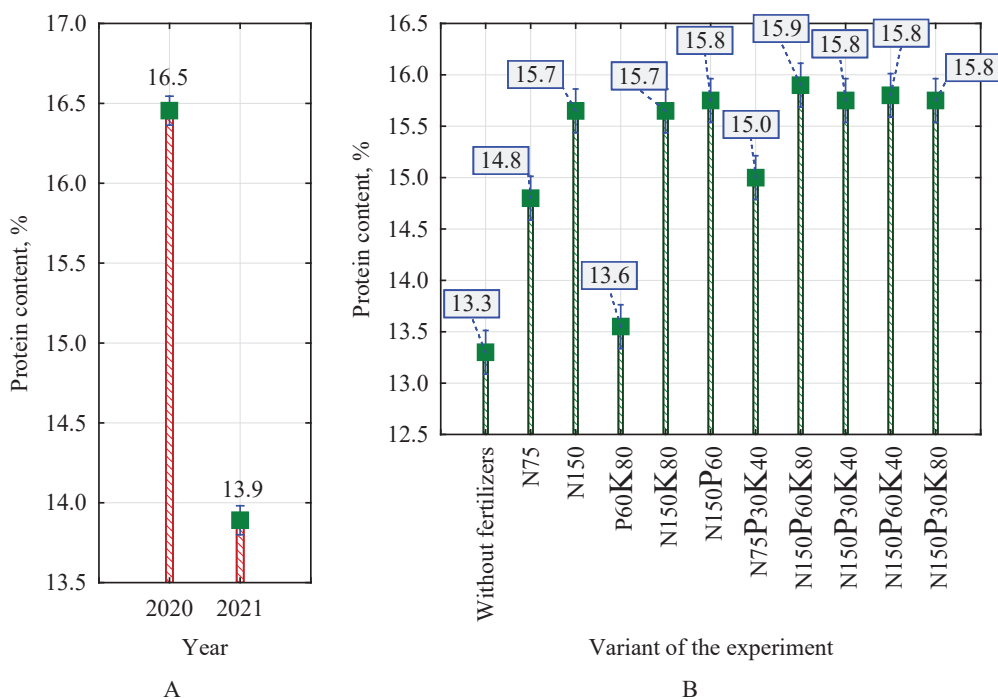 Protein content, %
17.0
16.5
16.0
15.5
15.0
14.5
14.0
13.5
16.5
13.9
2020 2021
Year
A
Protein content, %
16.5
16.0
15.5
15.0
14.5
14.0
13.5
13.0
12.5
13.3
14.8
15.7
13.6
15.7
15.8
15.0
15.9
15.8
15.8
15.8
Without fertilizers
N75
N150
P60K80
N150K80
N150P60
N75P30K40
N150P60K80
N150P30K40
N150P60K40
N150P30K80
Variant of the experiment
B